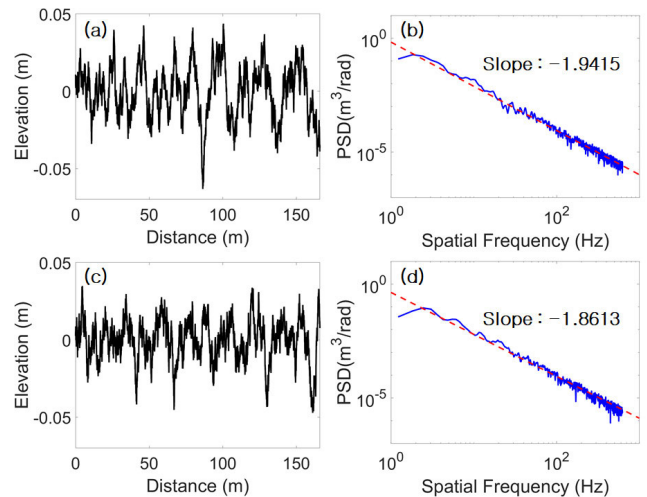 (a)
0.05
0
-0.05
Elevation (m)
0
50
100
150
Distance (m)
(b)
Slope : -1.9415
10^0
10^-5
PSD(m^3/rad)
10^0
10^2
Spatial Frequency (Hz)
(c)
0.05
0
-0.05
Elevation (m)
0
50
100
150
Distance (m)
(d)
Slope : -1.8613
10^0
10^-5
PSD(m^3/rad)
10^0
10^2
Spatial Frequency (Hz)